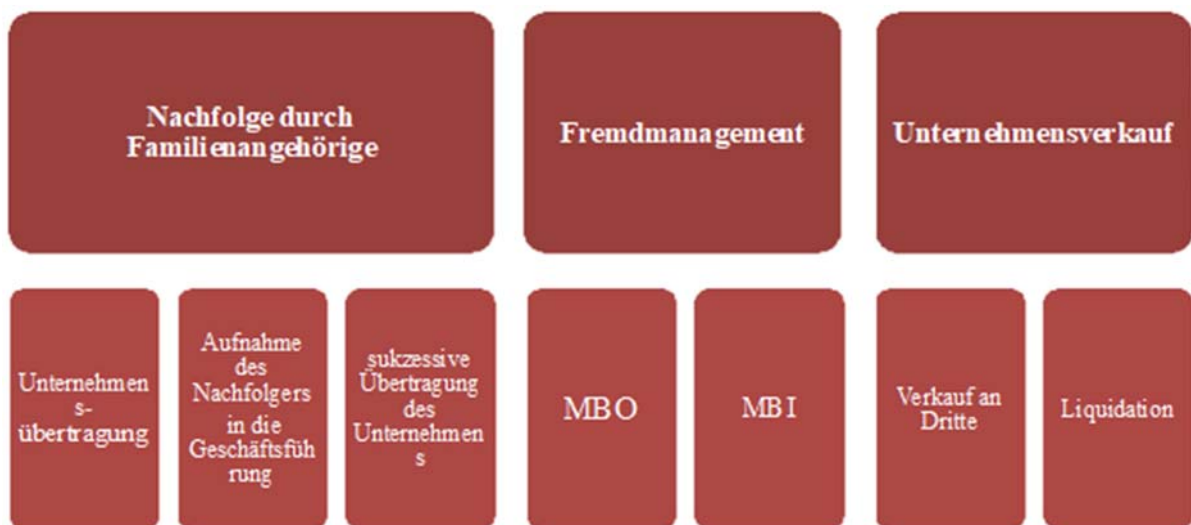 Nachfolge durch
Familienangehörige
Fremdmanagement
Unternehmensverkauf
Unternehmen
s-
übertragung
Aufnahme
des
Nachfolgers
in die
Geschäftsfüh
rung
sukzessive
Übertragung
des
Unternehmen
s
MBO
MBI
Verkauf an
Dritte
Liquidation